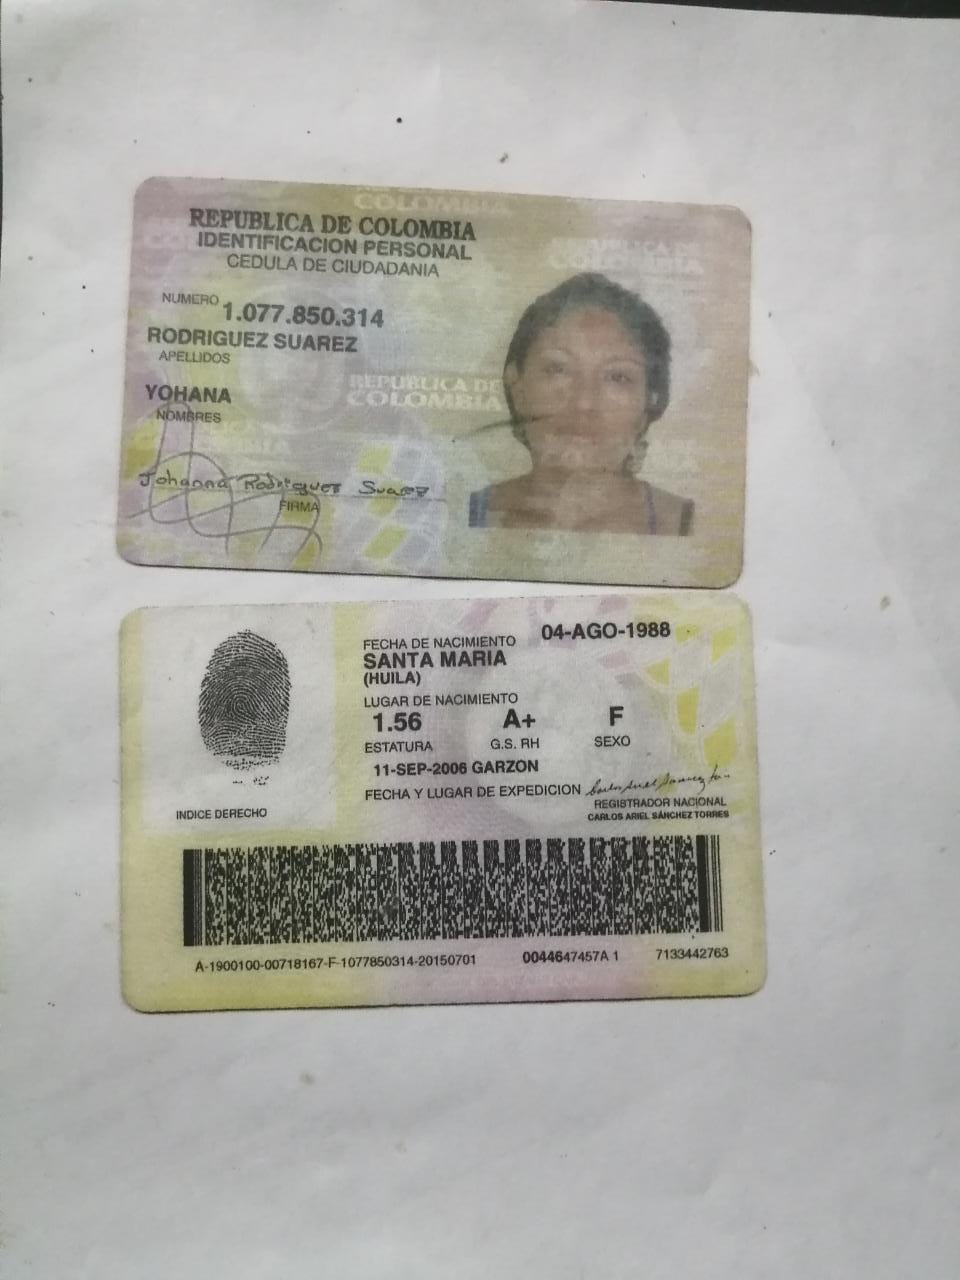 COLOMBIA
REPUBLICA DE COLOMBIA
IDENTIFICACION PERSONAL
CEDULA DE CIUDADANIA
REPUBLICA DE
COLOMBIA
NUMERO 1.077.850.314
RODRIGUEZ SUAREZ
APELLIDOS
REPUBLICA DE
COLOMBIA
YOHANA
NOMBRES
Johanna Rodriguez Suarez
FIRMA
FECHA DE NACIMIENTO 04-AGO-1988
SANTA MARIA
(HUILA)
LUGAR DE NACIMIENTO
1.56 A+ F
ESTATURA G.S. RH SEXO
11-SEP-2006 GARZON
FECHA Y LUGAR DE EXPEDICION
REGISTRADOR NACIONAL
CARLOS ARIEL SÁNCHEZ TORRES
INDICE DERECHO
A-1900100-00718167-F-1077850314-20150701 0044647457A 1 7133442763